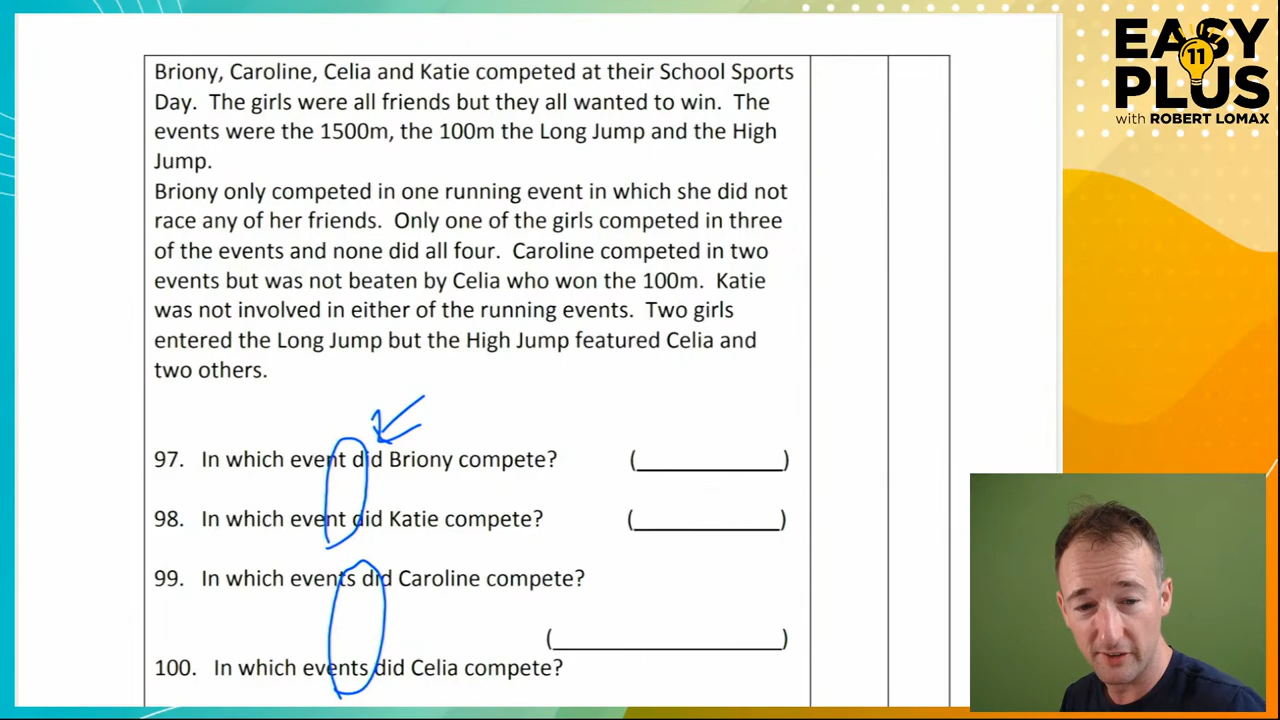 EASY
11
PLUS
with ROBERT LOMAX
Briony, Caroline, Celia and Katie competed at their School Sports
Day. The girls were all friends but they all wanted to win. The
events were the 1500m, the 100m the Long Jump and the High
Jump.
Briony only competed in one running event in which she did not
race any of her friends. Only one of the girls competed in three
of the events and none did all four. Caroline competed in two
events but was not beaten by Celia who won the 100m. Katie
was not involved in either of the running events. Two girls
entered the Long Jump but the High Jump featured Celia and
two others.
97. In which event did Briony compete? (____________)
98. In which event did Katie compete? (____________)
99. In which events did Caroline compete?
(____________________)
100. In which events did Celia compete?